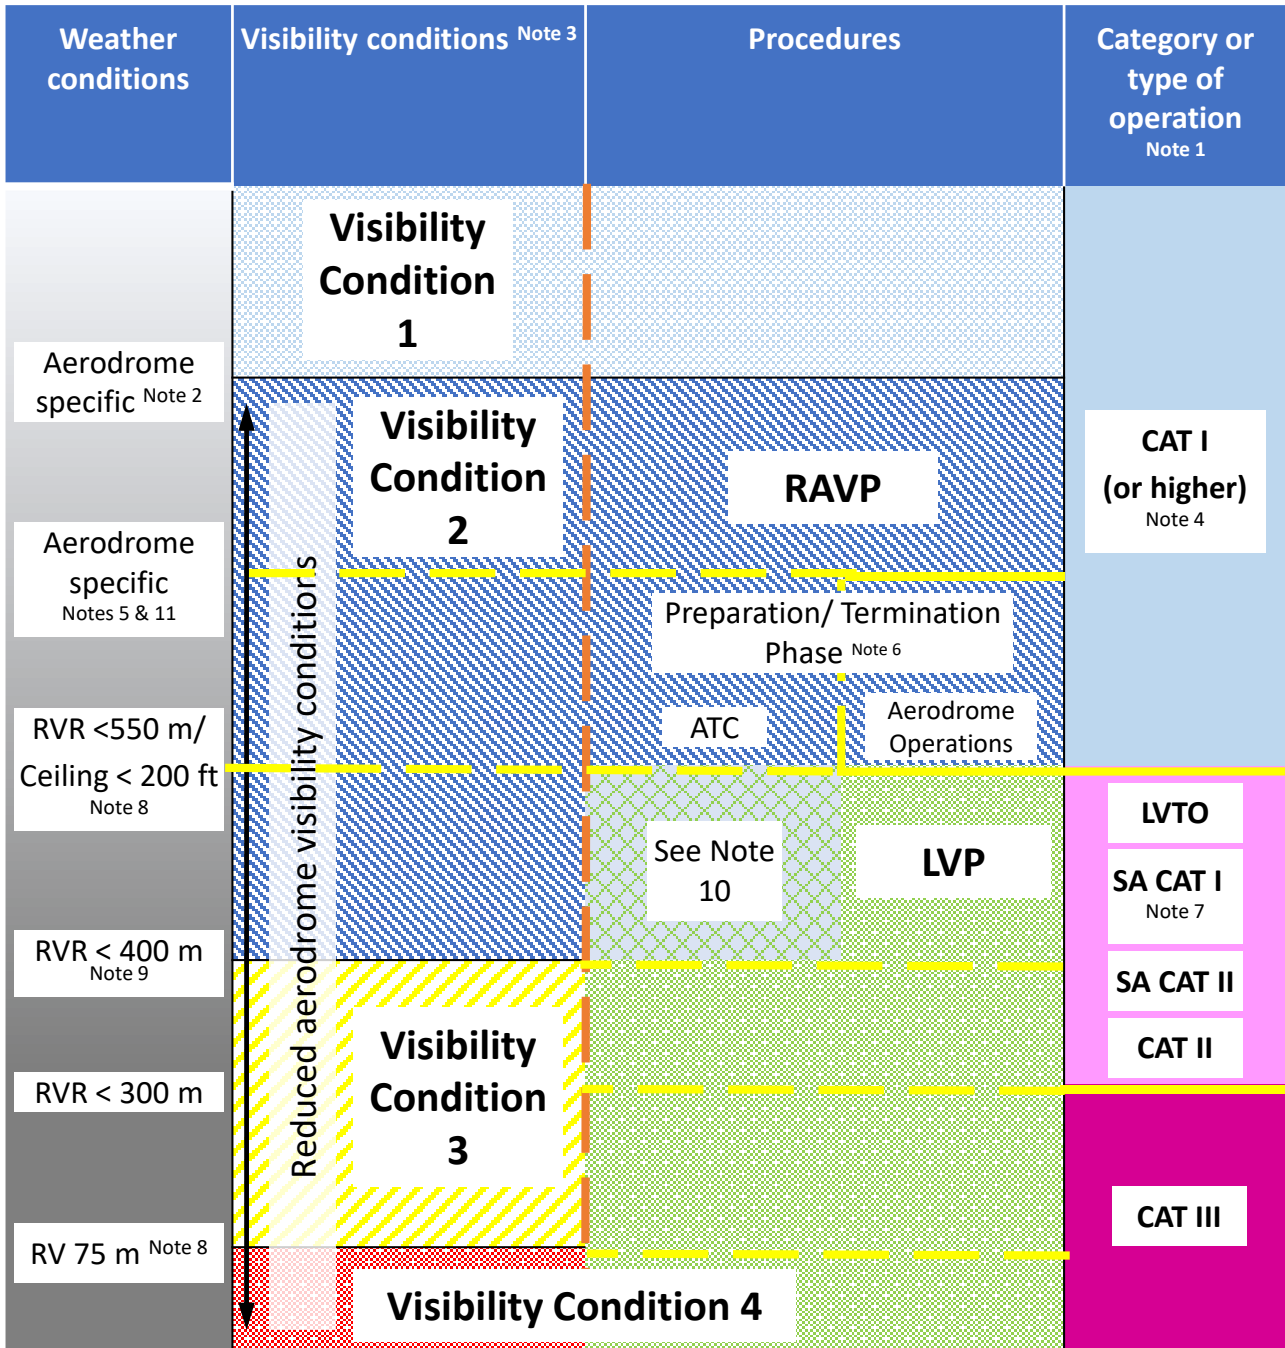 Weather
conditions
Visibility conditions Note 3
Procedures
Category or
type of
operation
Note 1
Visibility
Condition
1
Aerodrome
specific Note 2
Visibility
Condition
2
RAVP
CAT I
(or higher)
Note 4
Aerodrome
specific
Notes 5 & 11
Reduced aerodrome visibility conditions
Preparation/ Termination
Phase Note 6
ATC
Aerodrome
Operations
RVR <550 m/
Ceiling < 200 ft
Note 8
See Note
10
LVP
LVTO
SA CAT I
Note 7
RVR < 400 m
Note 9
SA CAT II
Visibility
Condition
3
CAT II
RVR < 300 m
CAT III
RV 75 m Note 8
Visibility Condition 4